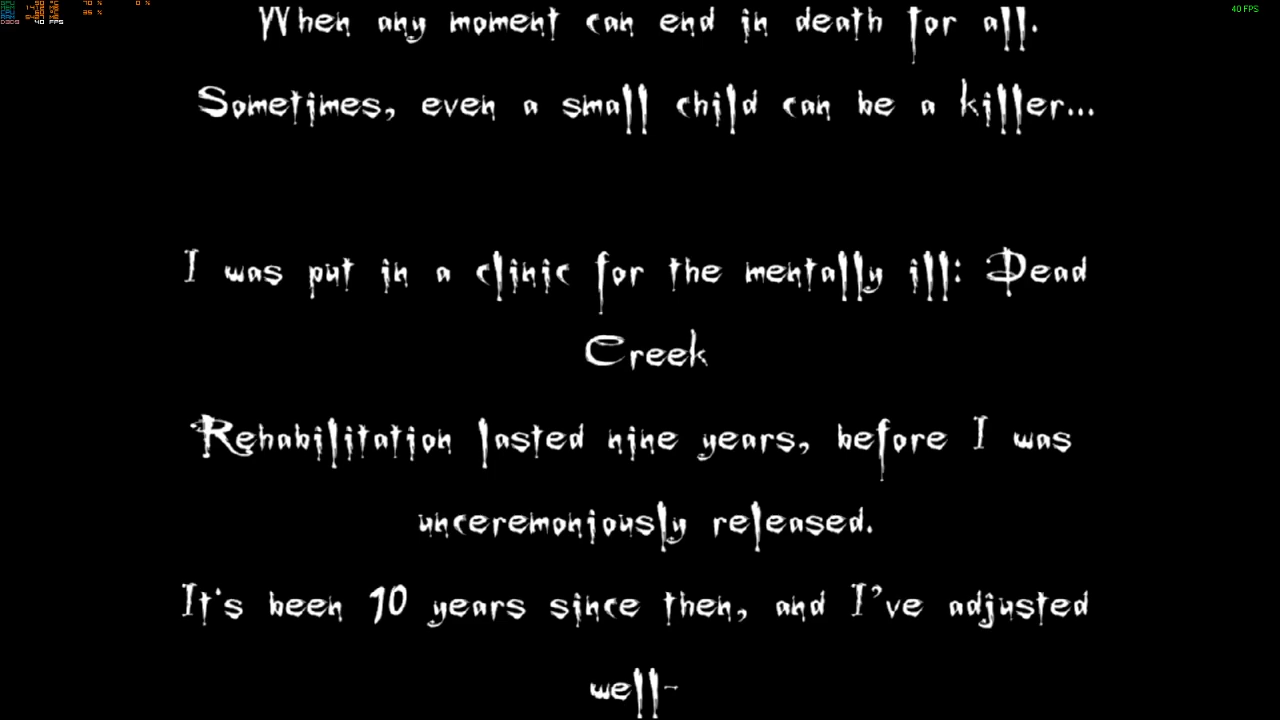 40 FPS
When any moment can end in death for all.
Sometimes, even a small child can be a killer...
I was put in a clinic for the mentally ill: Dead
Creek
Rehabilitation lasted nine years, before I was
unceremoniously released.
It's been 10 years since then, and I've adjusted
well-